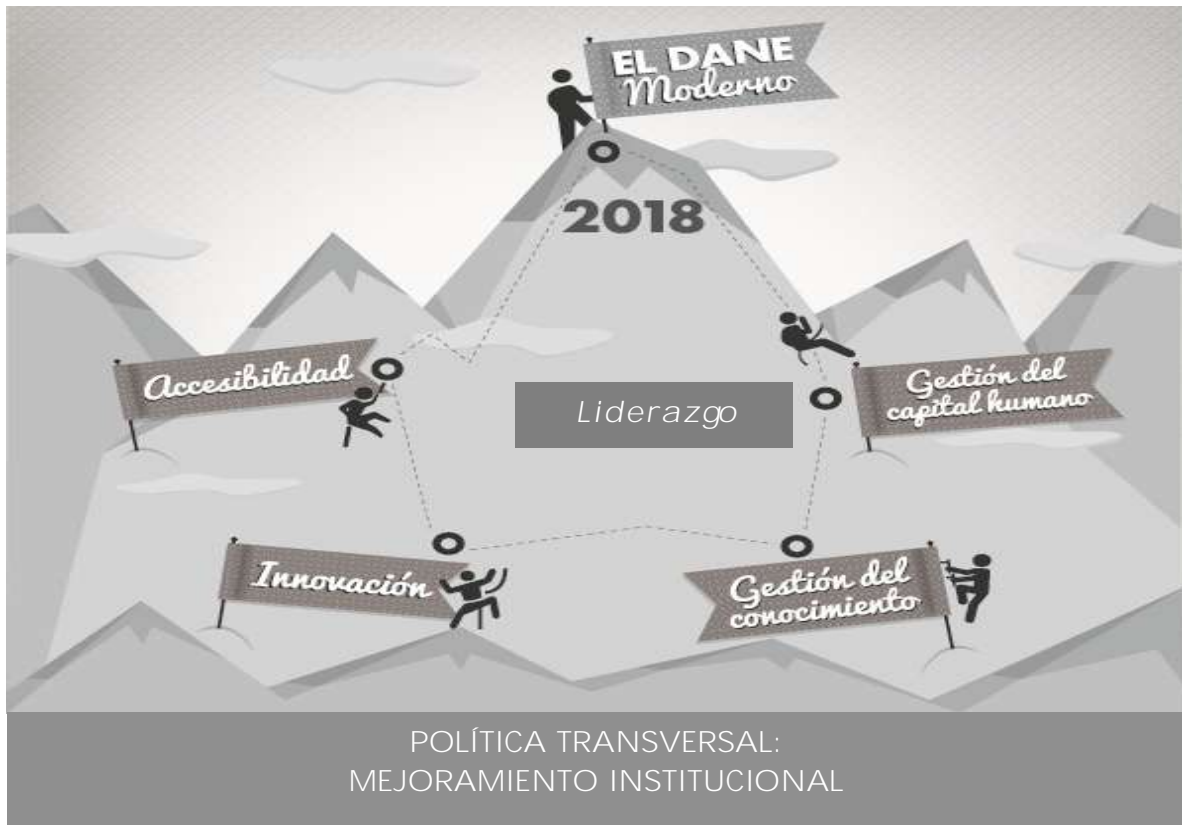 EL DANE
Moderno
2018
Accesibilidad
Liderazgo
Gestión del
capital humano
Innovación
Gestión del
conocimiento
POLÍTICA TRANSVERSAL:
MEJORAMIENTO INSTITUCIONAL